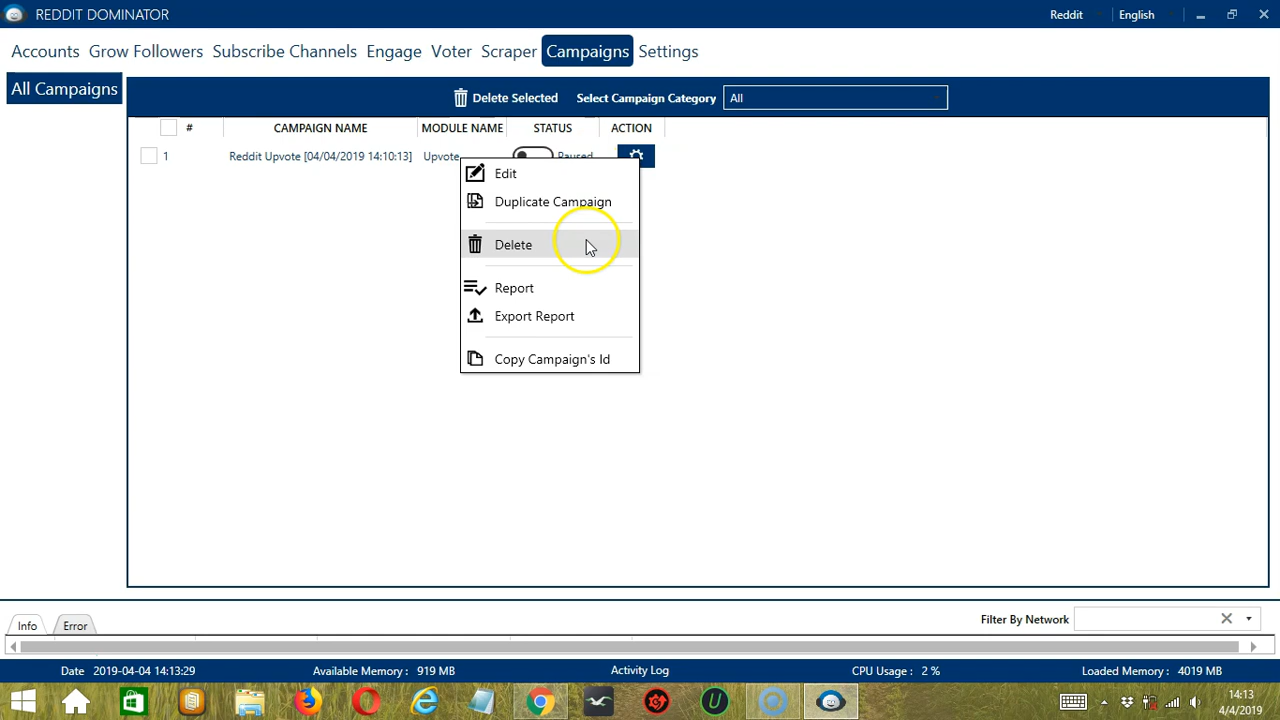 REDDIT DOMINATOR
Reddit
English
Accounts Grow Followers Subscribe Channels Engage Voter Scraper Campaigns Settings
All Campaigns
Delete Selected Select Campaign Category All
# CAMPAIGN NAME MODULE NAME STATUS ACTION
1 Reddit Upvote [04/04/2019 14:10:13] Upvote Paused
Edit
Duplicate Campaign
Delete
Report
Export Report
Copy Campaign's Id
Info Error
Filter By Network
Date 2019-04-04 14:13:29 Available Memory : 919 MB Activity Log CPU Usage : 2 % Loaded Memory : 4019 MB
14:13
4/4/2019